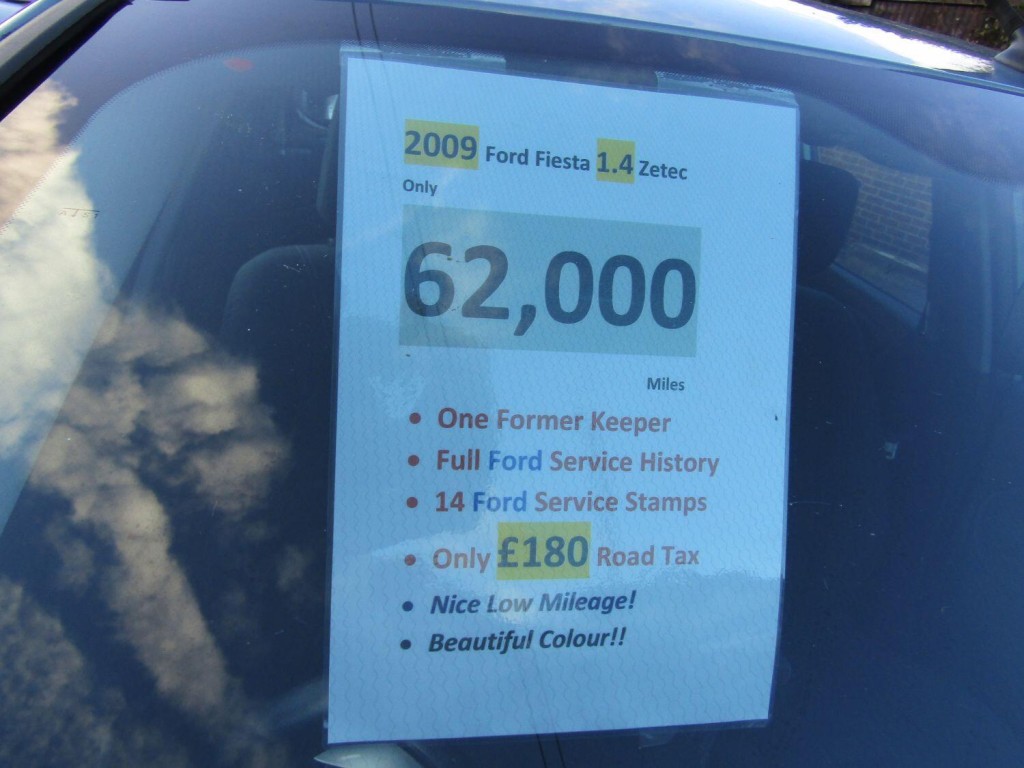 2009 Ford Fiesta 1.4 Zetec
Only
62,000
Miles
• One Former Keeper
• Full Ford Service History
• 14 Ford Service Stamps
• Only £180 Road Tax
• Nice Low Mileage!
• Beautiful Colour!!